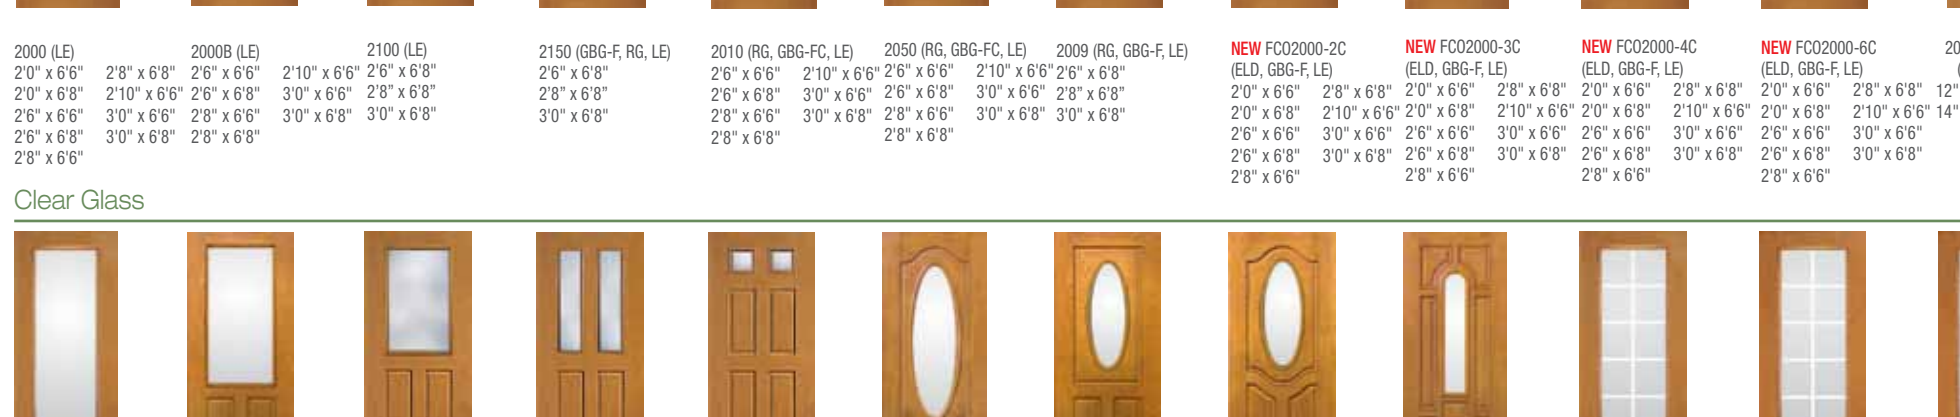 2000 (LE)
2'0" x 6'6"
2'0" x 6'8"
2'6" x 6'6"
2'6" x 6'8"
2'8" x 6'6"
2'8" x 6'8"
2'10" x 6'6"
3'0" x 6'6"
3'0" x 6'8"
2000B (LE)
2'6" x 6'6"
2'6" x 6'8"
2'8" x 6'6"
2'8" x 6'8"
2'10" x 6'6"
3'0" x 6'6"
3'0" x 6'8"
2100 (LE)
2'6" x 6'8"
2'8” x 6'8”
3'0" x 6'8"
2150 (GBG-F, RG, LE)
2'6" x 6'8"
2'8” x 6'8”
3'0" x 6'8"
2010 (RG, GBG-FC, LE)
2'6" x 6'6"
2'6" x 6'8"
2'8" x 6'6"
2'8" x 6'8"
2'10" x 6'6"
3'0" x 6'6"
3'0" x 6'8"
2050 (RG, GBG-FC, LE)
2'6" x 6'6"
2'6" x 6'8"
2'8" x 6'6"
2'8" x 6'8"
2'10" x 6'6"
3'0" x 6'6"
3'0" x 6'8"
2009 (RG, GBG-F, LE)
2'6" x 6'8"
2'8” x 6'8”
3'0" x 6'8"
NEW FCO2000-2C
(ELD, GBG-F, LE)
2'0" x 6'6"
2'0" x 6'8"
2'6" x 6'6"
2'6" x 6'8"
2'8" x 6'6"
2'8" x 6'8"
2'10" x 6'6"
3'0" x 6'6"
3'0" x 6'8"
NEW FCO2000-3C
(ELD, GBG-F, LE)
2'0" x 6'6"
2'0" x 6'8"
2'6" x 6'6"
2'6" x 6'8"
2'8" x 6'6"
2'8" x 6'8"
2'10" x 6'6"
3'0" x 6'6"
3'0" x 6'8"
NEW FCO2000-4C
(ELD, GBG-F, LE)
2'0" x 6'6"
2'0" x 6'8"
2'6" x 6'6"
2'6" x 6'8"
2'8" x 6'6"
2'8" x 6'8"
2'10" x 6'6"
3'0" x 6'6"
3'0" x 6'8"
NEW FCO2000-6C
(ELD, GBG-F, LE)
2'0" x 6'6"
2'0" x 6'8"
2'6" x 6'6"
2'6" x 6'8"
2'8" x 6'6"
2'8" x 6'8"
2'10" x 6'6"
3'0" x 6'6"
3'0" x 6'8"
20
(
12"
14"
Clear Glass